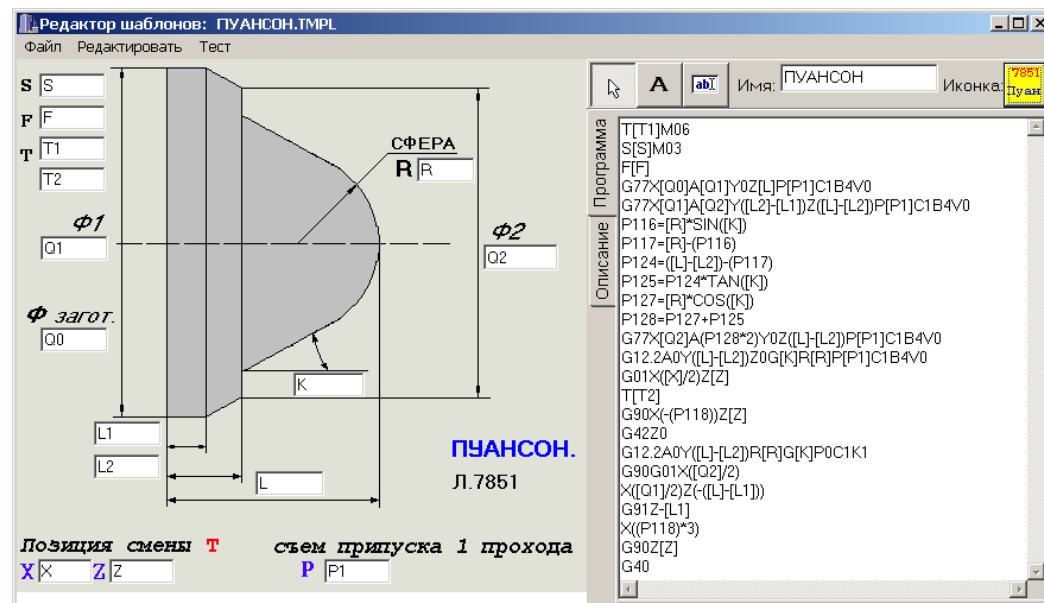 Редактор шаблонов: ПУАНСОН.TMPL
Файл Редактировать Тест
S S
F F
T T1
T2
Ф1
Q1
Ф загот.
Q0
СФЕРА
R R
Ф2
Q2
K
L1
L2
L
ПУАНСОН.
Л.7851
Позиция смены Т
съем припуска 1 прохода
X X Z Z
P P1
A ab Имя: ПУАНСОН Иконка:
7851
Пуан
Программа
Описание
T[T1]M06
S[S]M03
F[F]
G77X[Q0]A[Q1]Y0Z[L]P[P1]C1B4V0
G77X[Q1]A[Q2]Y([L2]-[L1])Z([L]-[L2])P[P1]C1B4V0
P116=[R]*SIN([K])
P117=[R]-(P116)
P124=([L]-[L2])-(P117)
P125=P124*TAN([K])
P127=[R]*COS([K])
P128=P127+P125
G77X[Q2]A(P128*2)Y0Z([L]-[L2])P[P1]C1B4V0
G12.2A0Y([L]-[L2])Z0G[K]R[R]P[P1]C1B4V0
G01X([X]/2)Z[Z]
T[T2]
G90X(-(P118))Z[Z]
G42Z0
G12.2A0Y([L]-[L2])R[R]G[K]P0C1K1
G90G01X([Q2]/2)
X([Q1]/2)Z(-([L]-[L1]))
G91Z-[L1]
X((P118)*3)
G90Z[Z]
G40